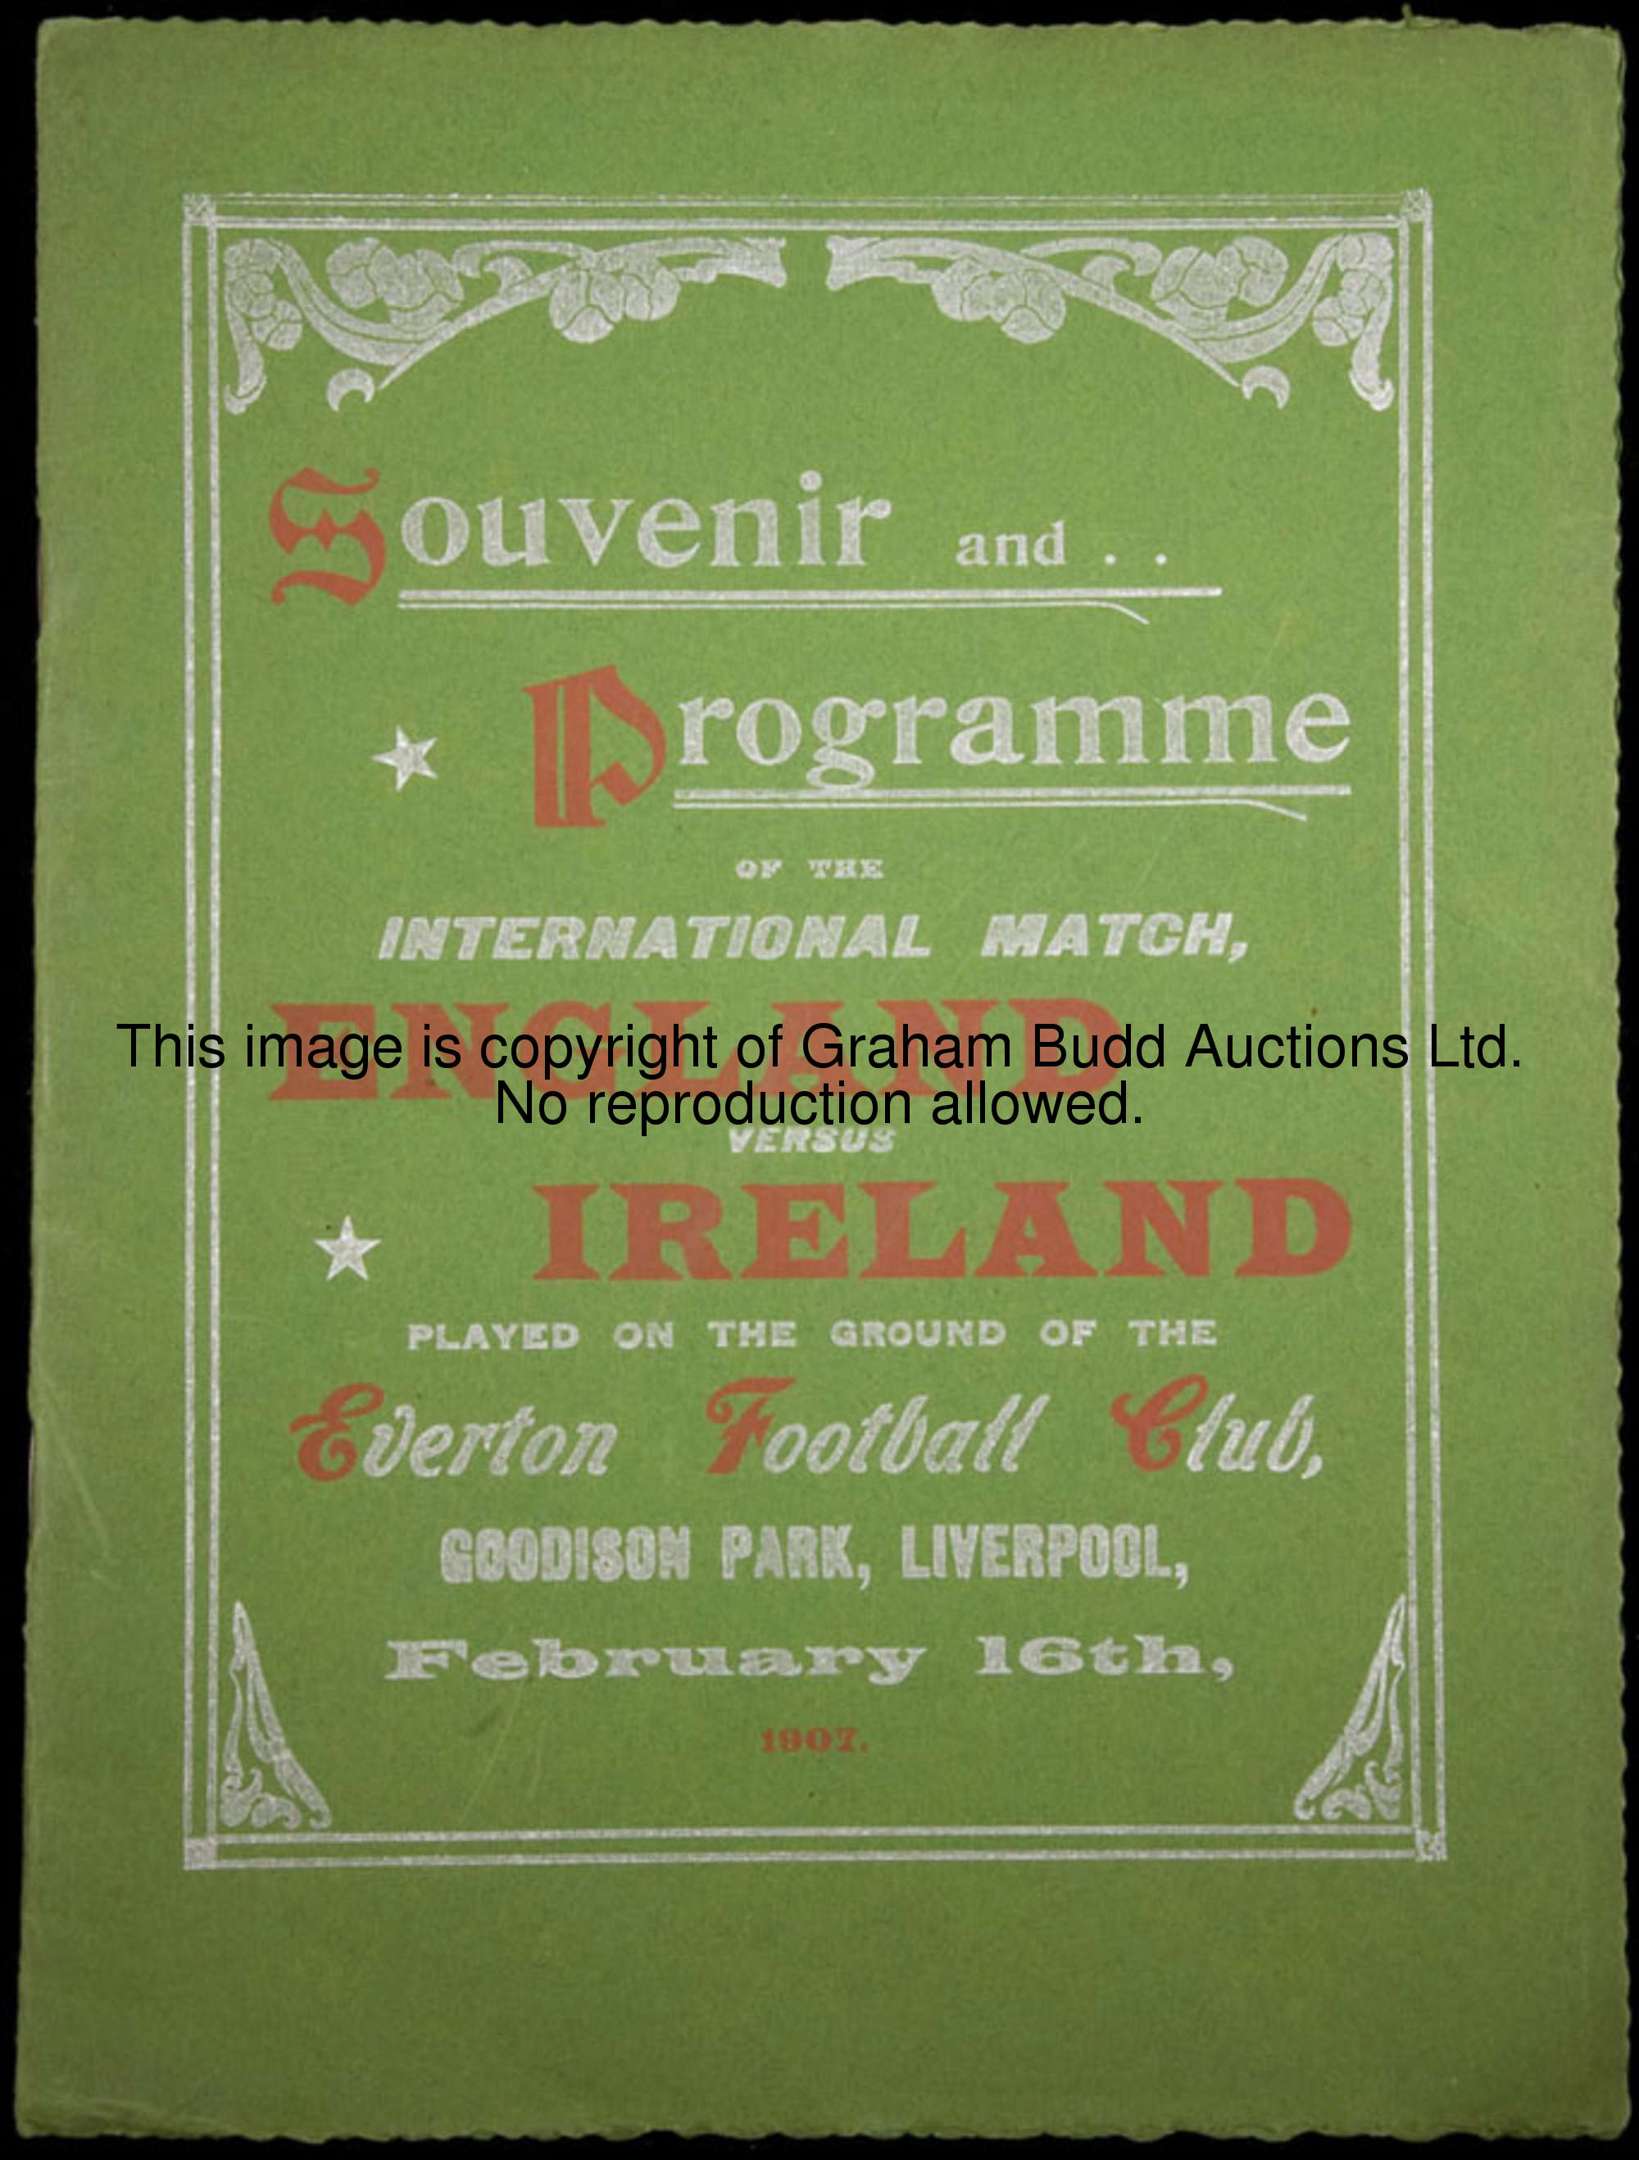 Souvenir and . .
Programme
OF THE
INTERNATIONAL MATCH,
ENGLAND
This image is copyright of Graham Budd Auctions Ltd.
No reproduction allowed.
VERSUS
IRELAND
PLAYED ON THE GROUND OF THE
Everton Football Club,
GOODISON PARK, LIVERPOOL,
February 16th,
1907.